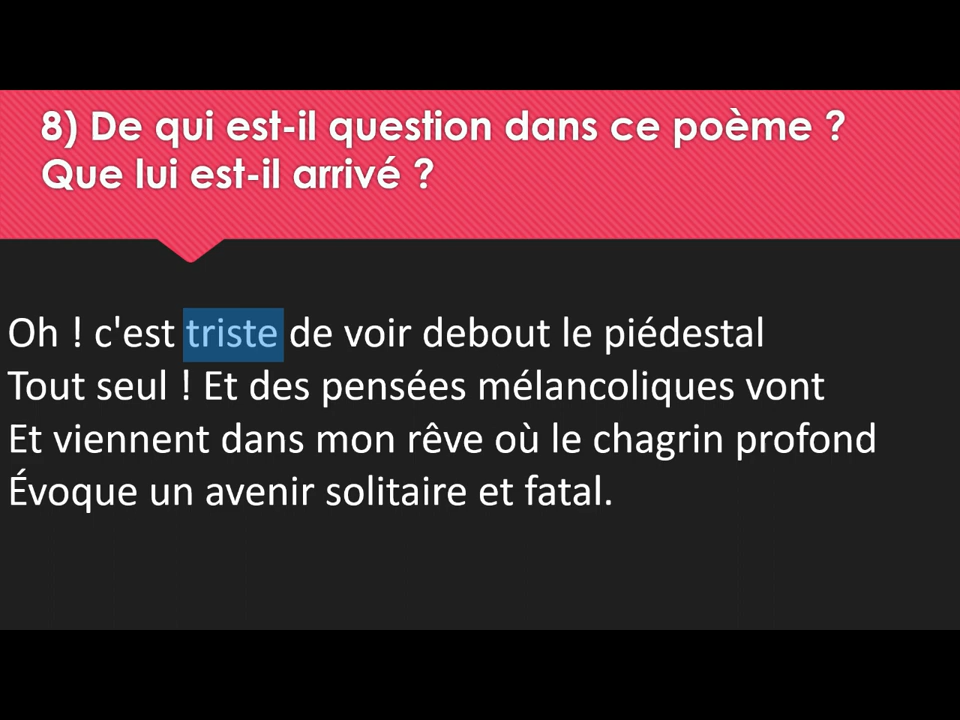 8) De qui est-il question dans ce poème ?
Que lui est-il arrivé ?
Oh ! c'est triste de voir debout le piédestal
Tout seul ! Et des pensées mélancoliques vont
Et viennent dans mon rêve où le chagrin profond
Évoque un avenir solitaire et fatal.